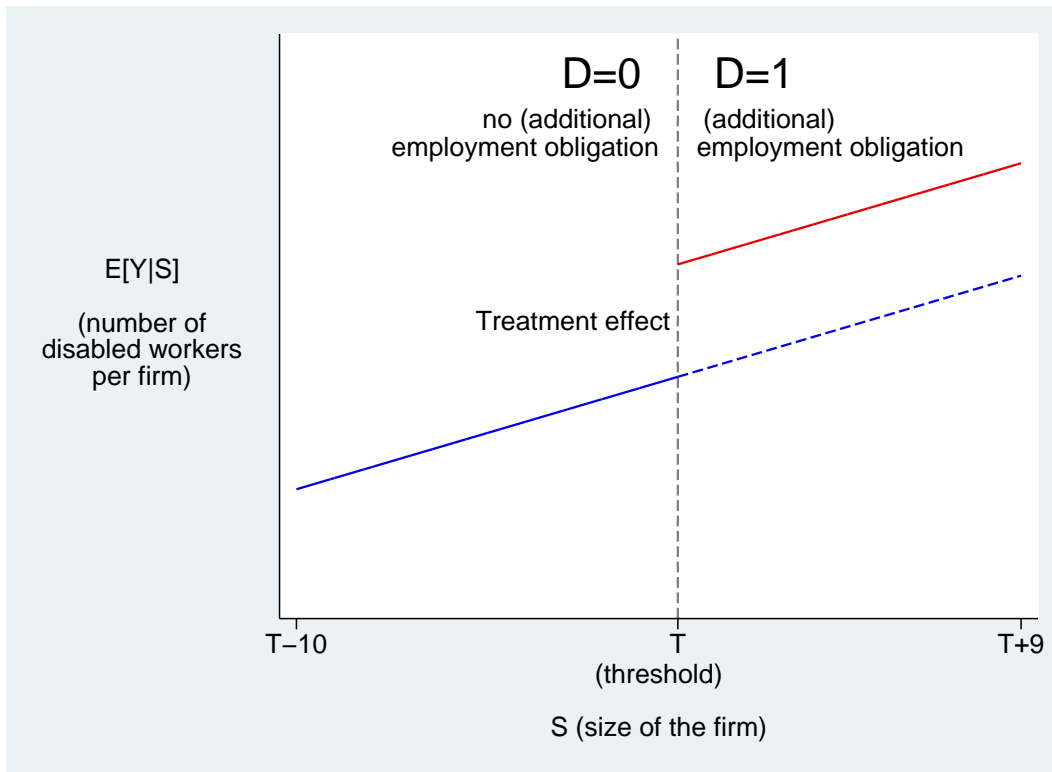 D=0
no (additional)
employment obligation
D=1
(additional)
employment obligation
E[Y|S]
(number of
disabled workers
per firm)
Treatment effect
T−10
T
T+9
(threshold)
S (size of the firm)